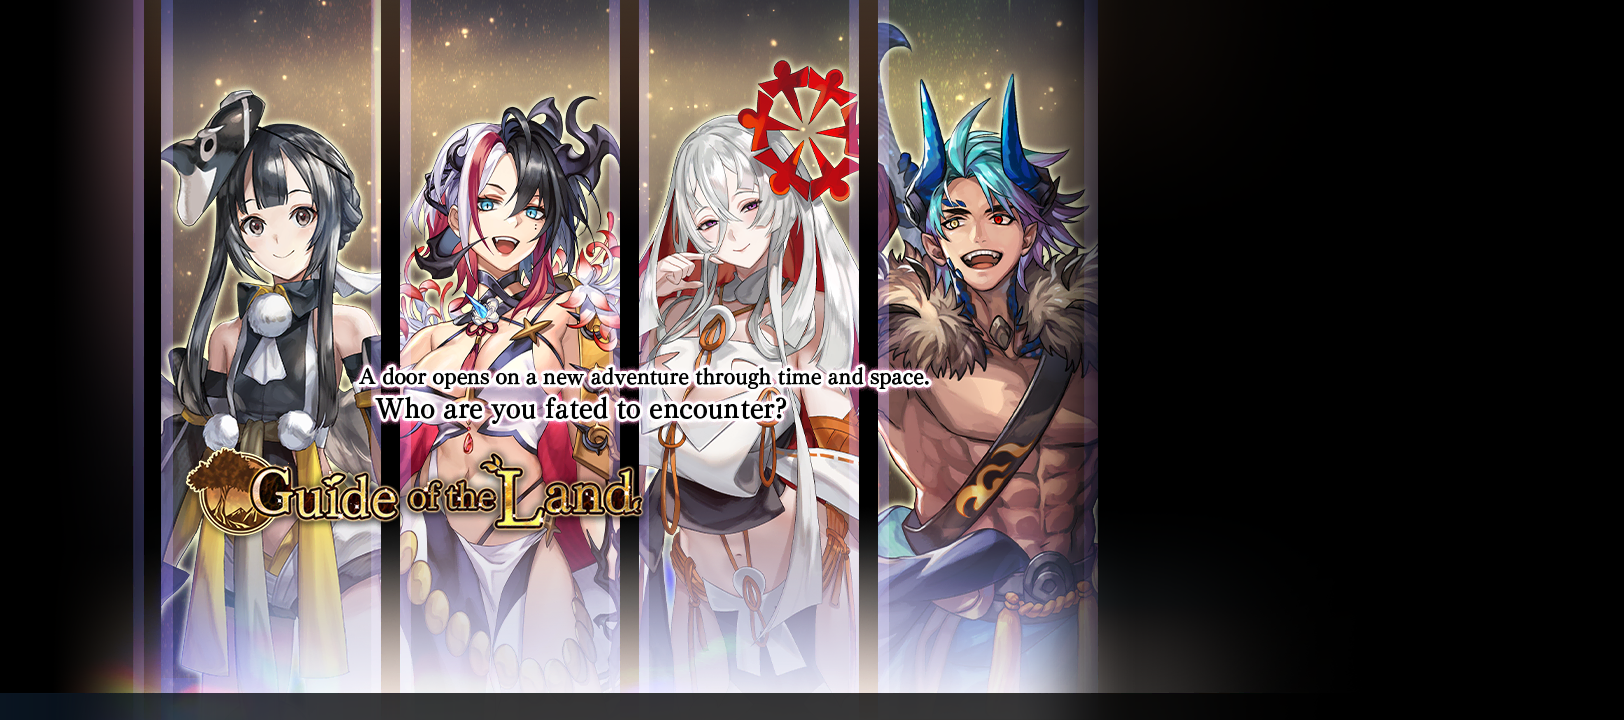 A door opens on a new adventure through time and space.
Who are you fated to encounter?
Guide of the Land